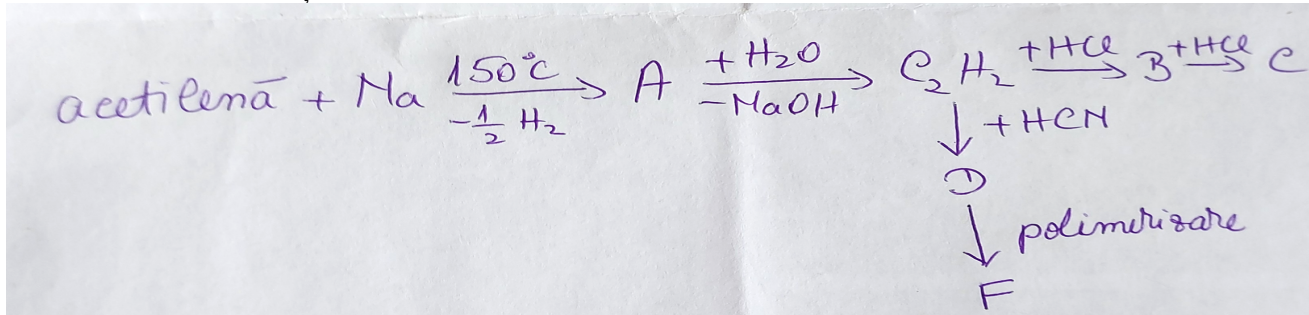 acetilenă + Na 150°C -½ H₂ → A +H₂O -NaOH → C₂H₂ +HCl → B +HCl → C
↓ +HCN
D
↓ polimerizare
F